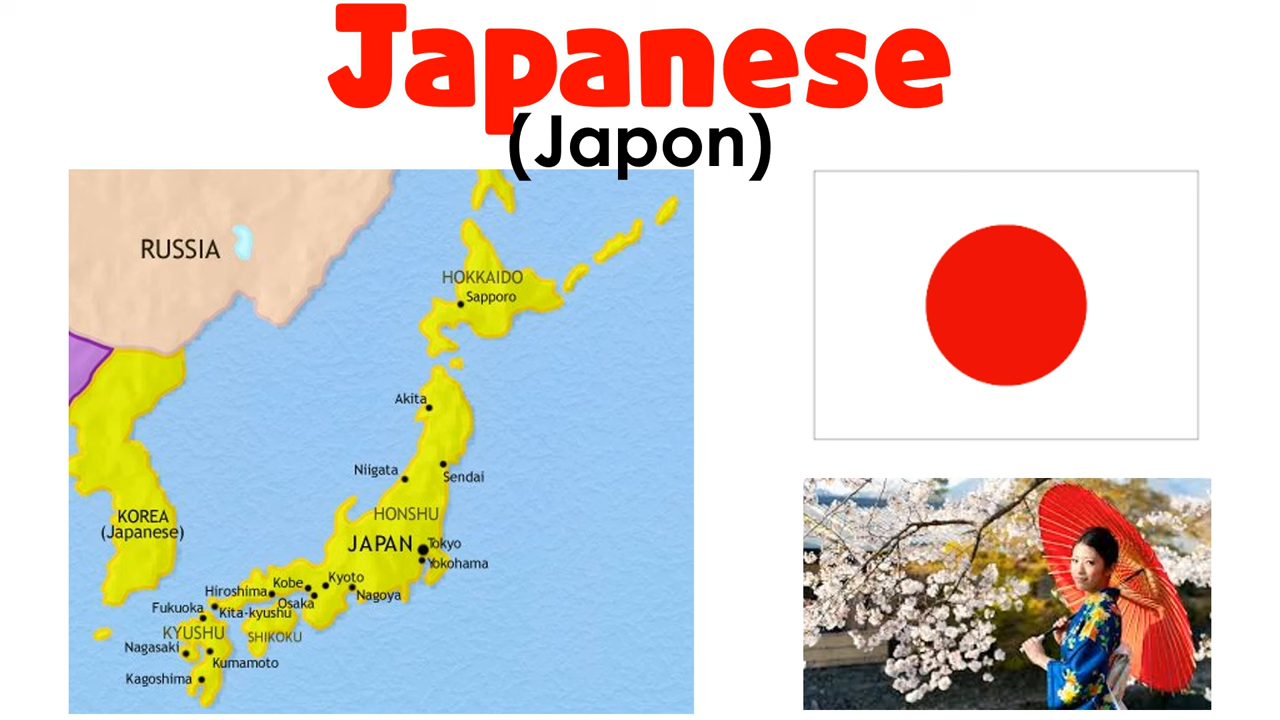 Japanese
(Japon)
RUSSIA
HOKKAIDO
Sapporo
Akita
Niigata
Sendai
HONSHU
KOREA
(Japanese)
JAPAN
Tokyo
Yokohama
Kyoto
Kobe
Hiroshima
Nagoya
Osaka
Fukuoka
Kita-kyushu
KYUSHU
SHIKOKU
Nagasaki
Kumamoto
Kagoshima